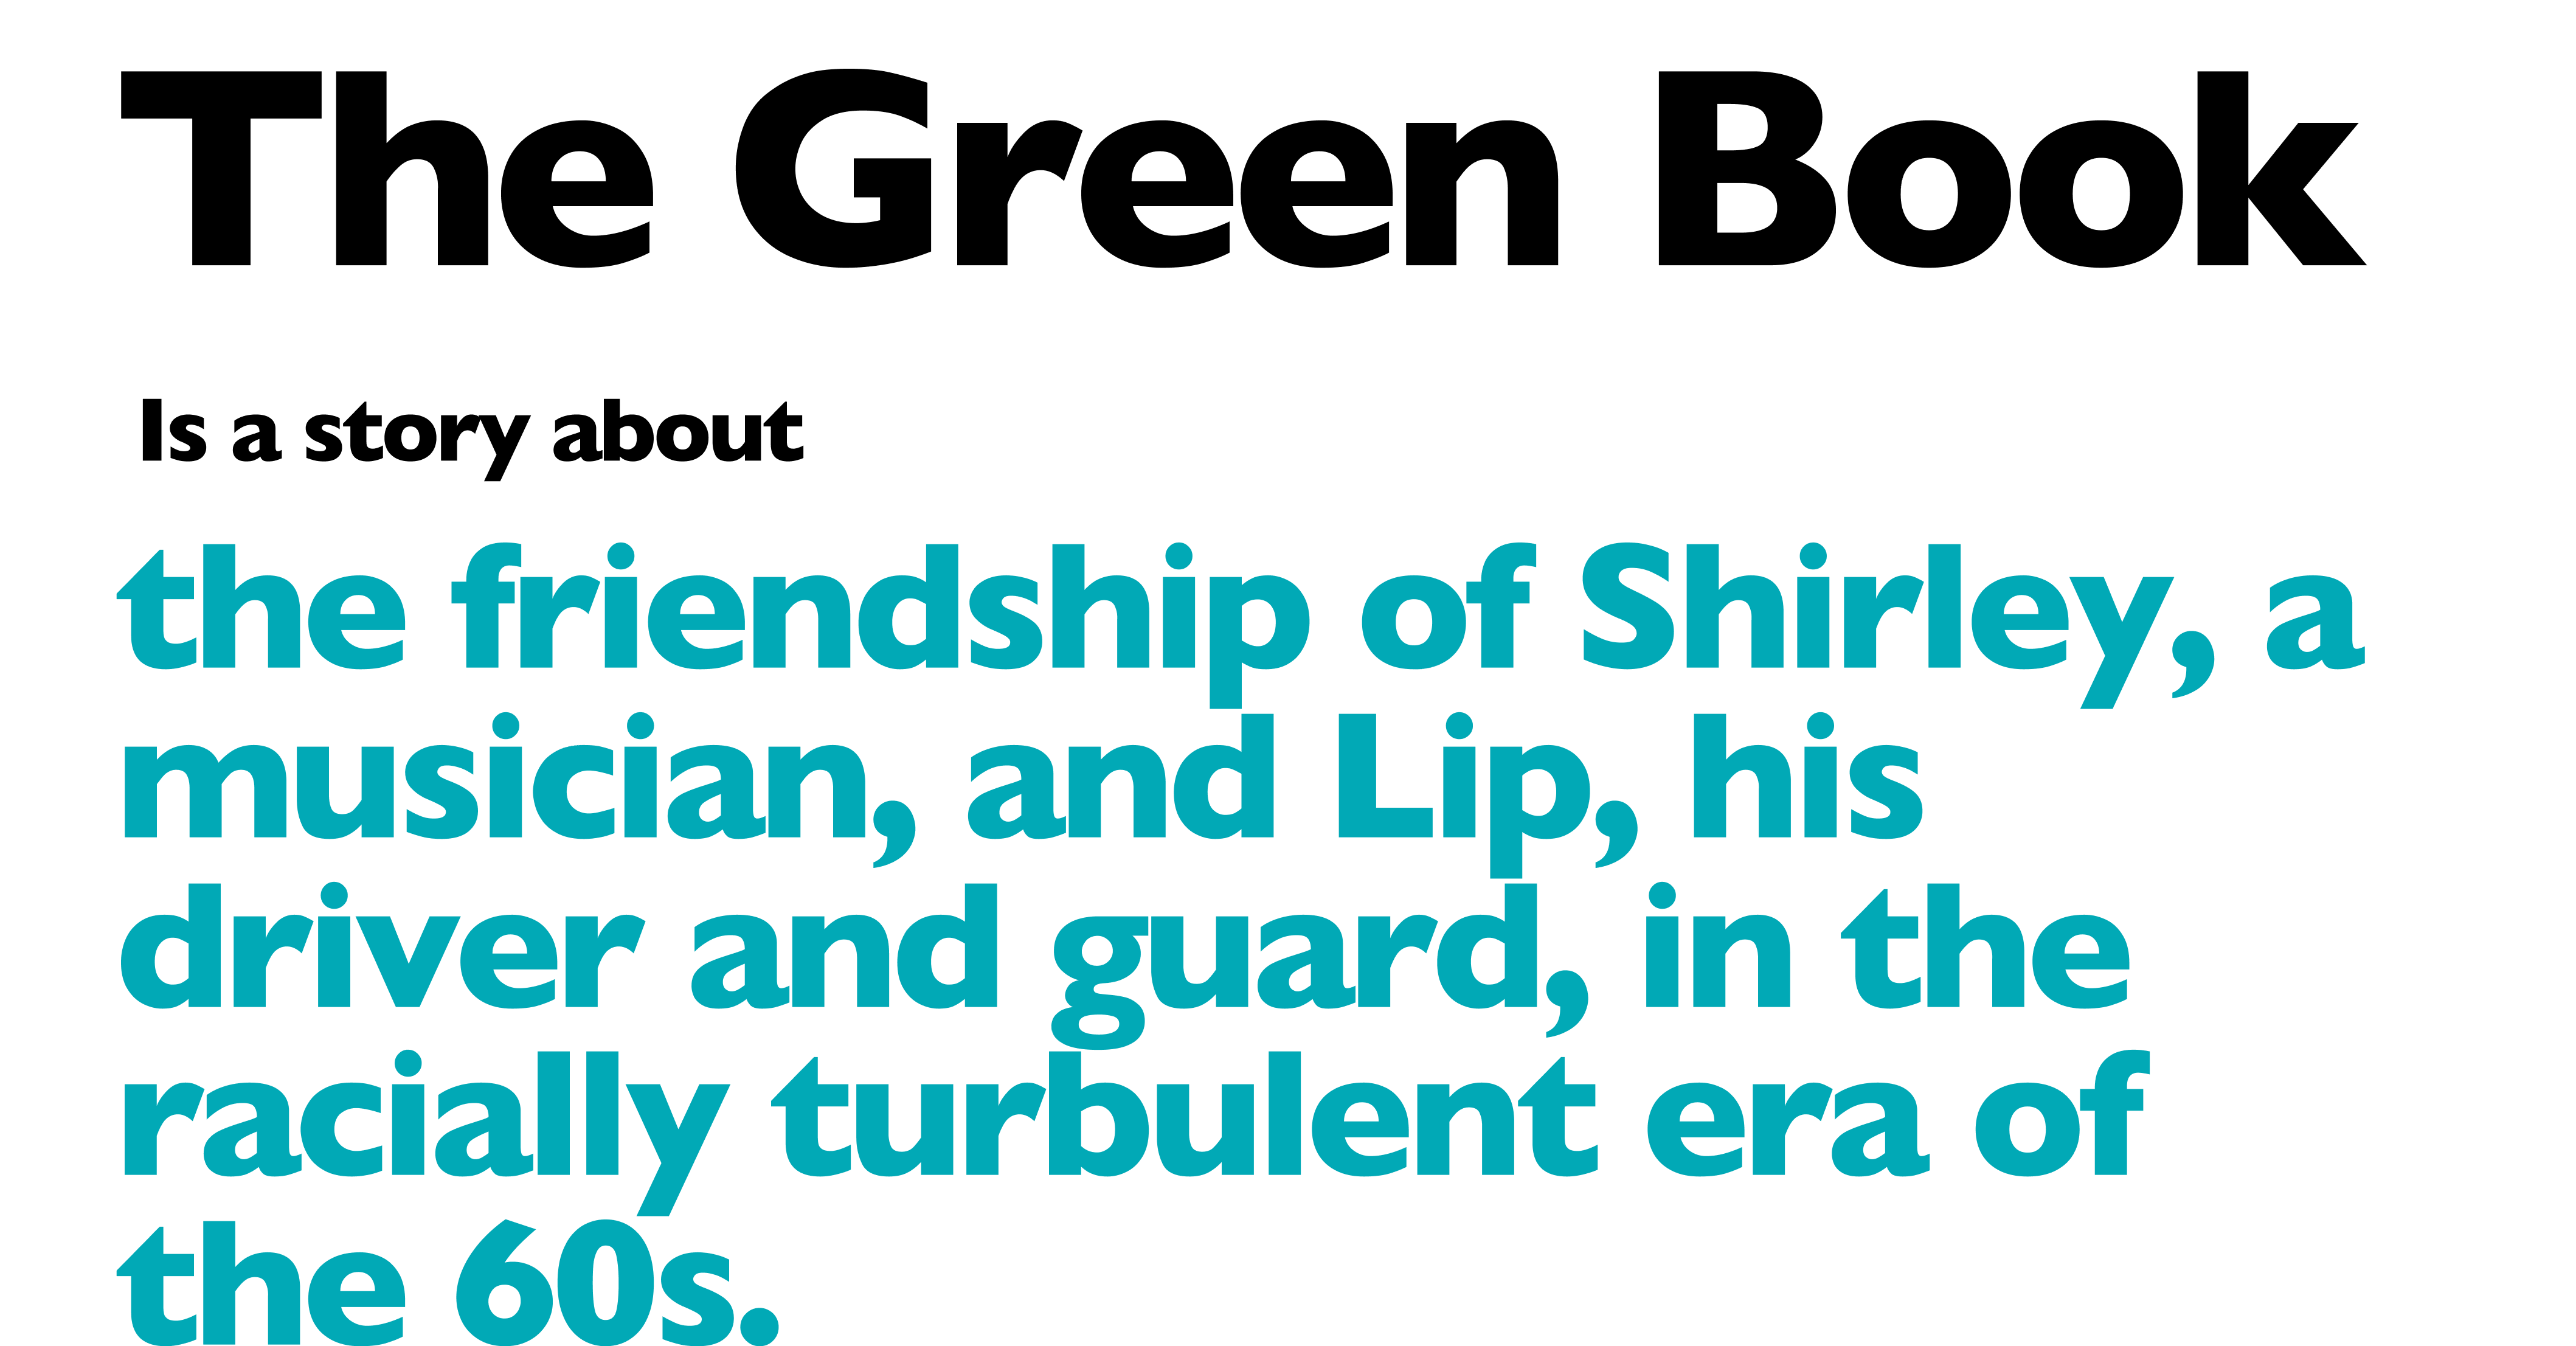 The Green Book
Is a story about
the friendship of Shirley, a
musician, and Lip, his
driver and guard, in the
racially turbulent era of
the 60s.